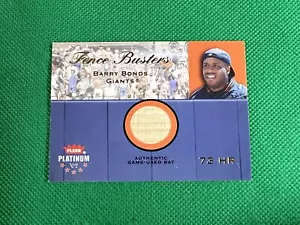 Fence Busters
BARRY BONDS
GIANTS
FLEER
PLATINUM
AUTHENTIC
GAME-USED BAT
73 HR